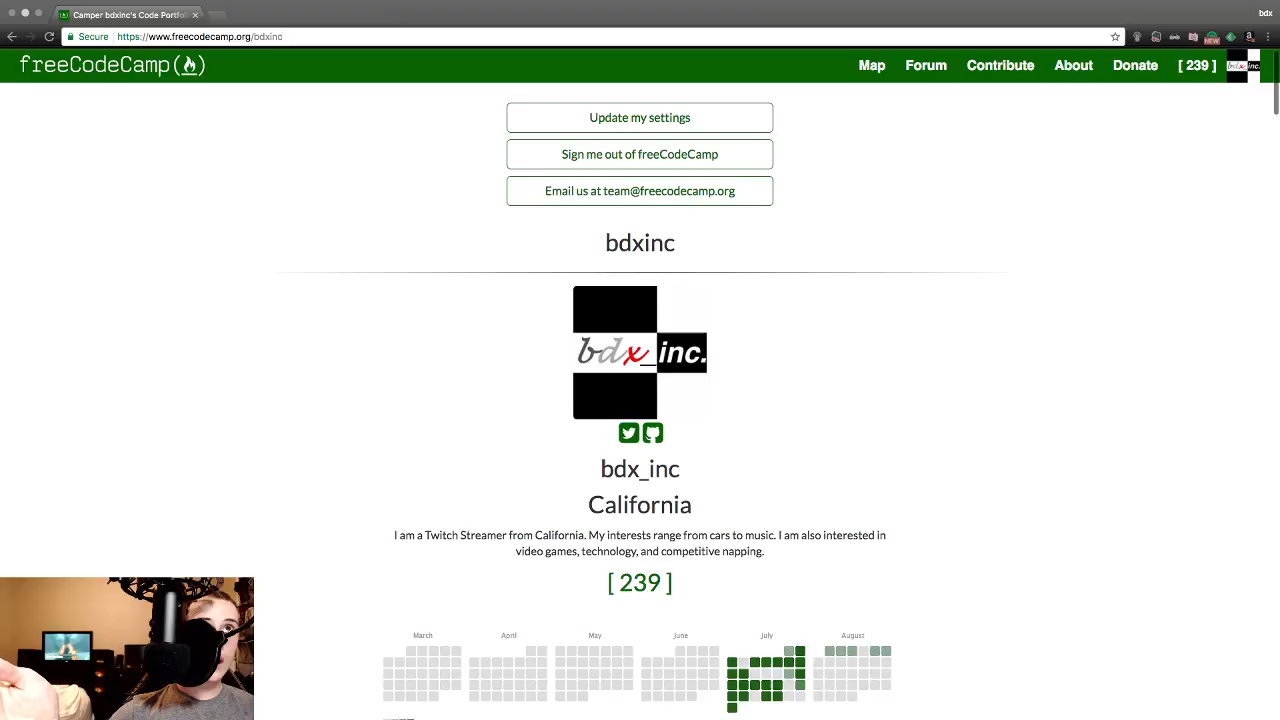 Camper bdxinc's Code Portfoli
bdx
Secure
https://www.freecodecamp.org/bdxinc
freeCodeCamp
Map
Forum
Contribute
About
Donate
[ 239 ]
bdx_inc.
NEW
Update my settings
Sign me out of freeCodeCamp
Email us at team@freecodecamp.org
bdxinc
bdx_inc.
bdx_inc
California
I am a Twitch Streamer from California. My interests range from cars to music. I am also interested in
video games, technology, and competitive napping.
[ 239 ]
March
April
May
June
July
August